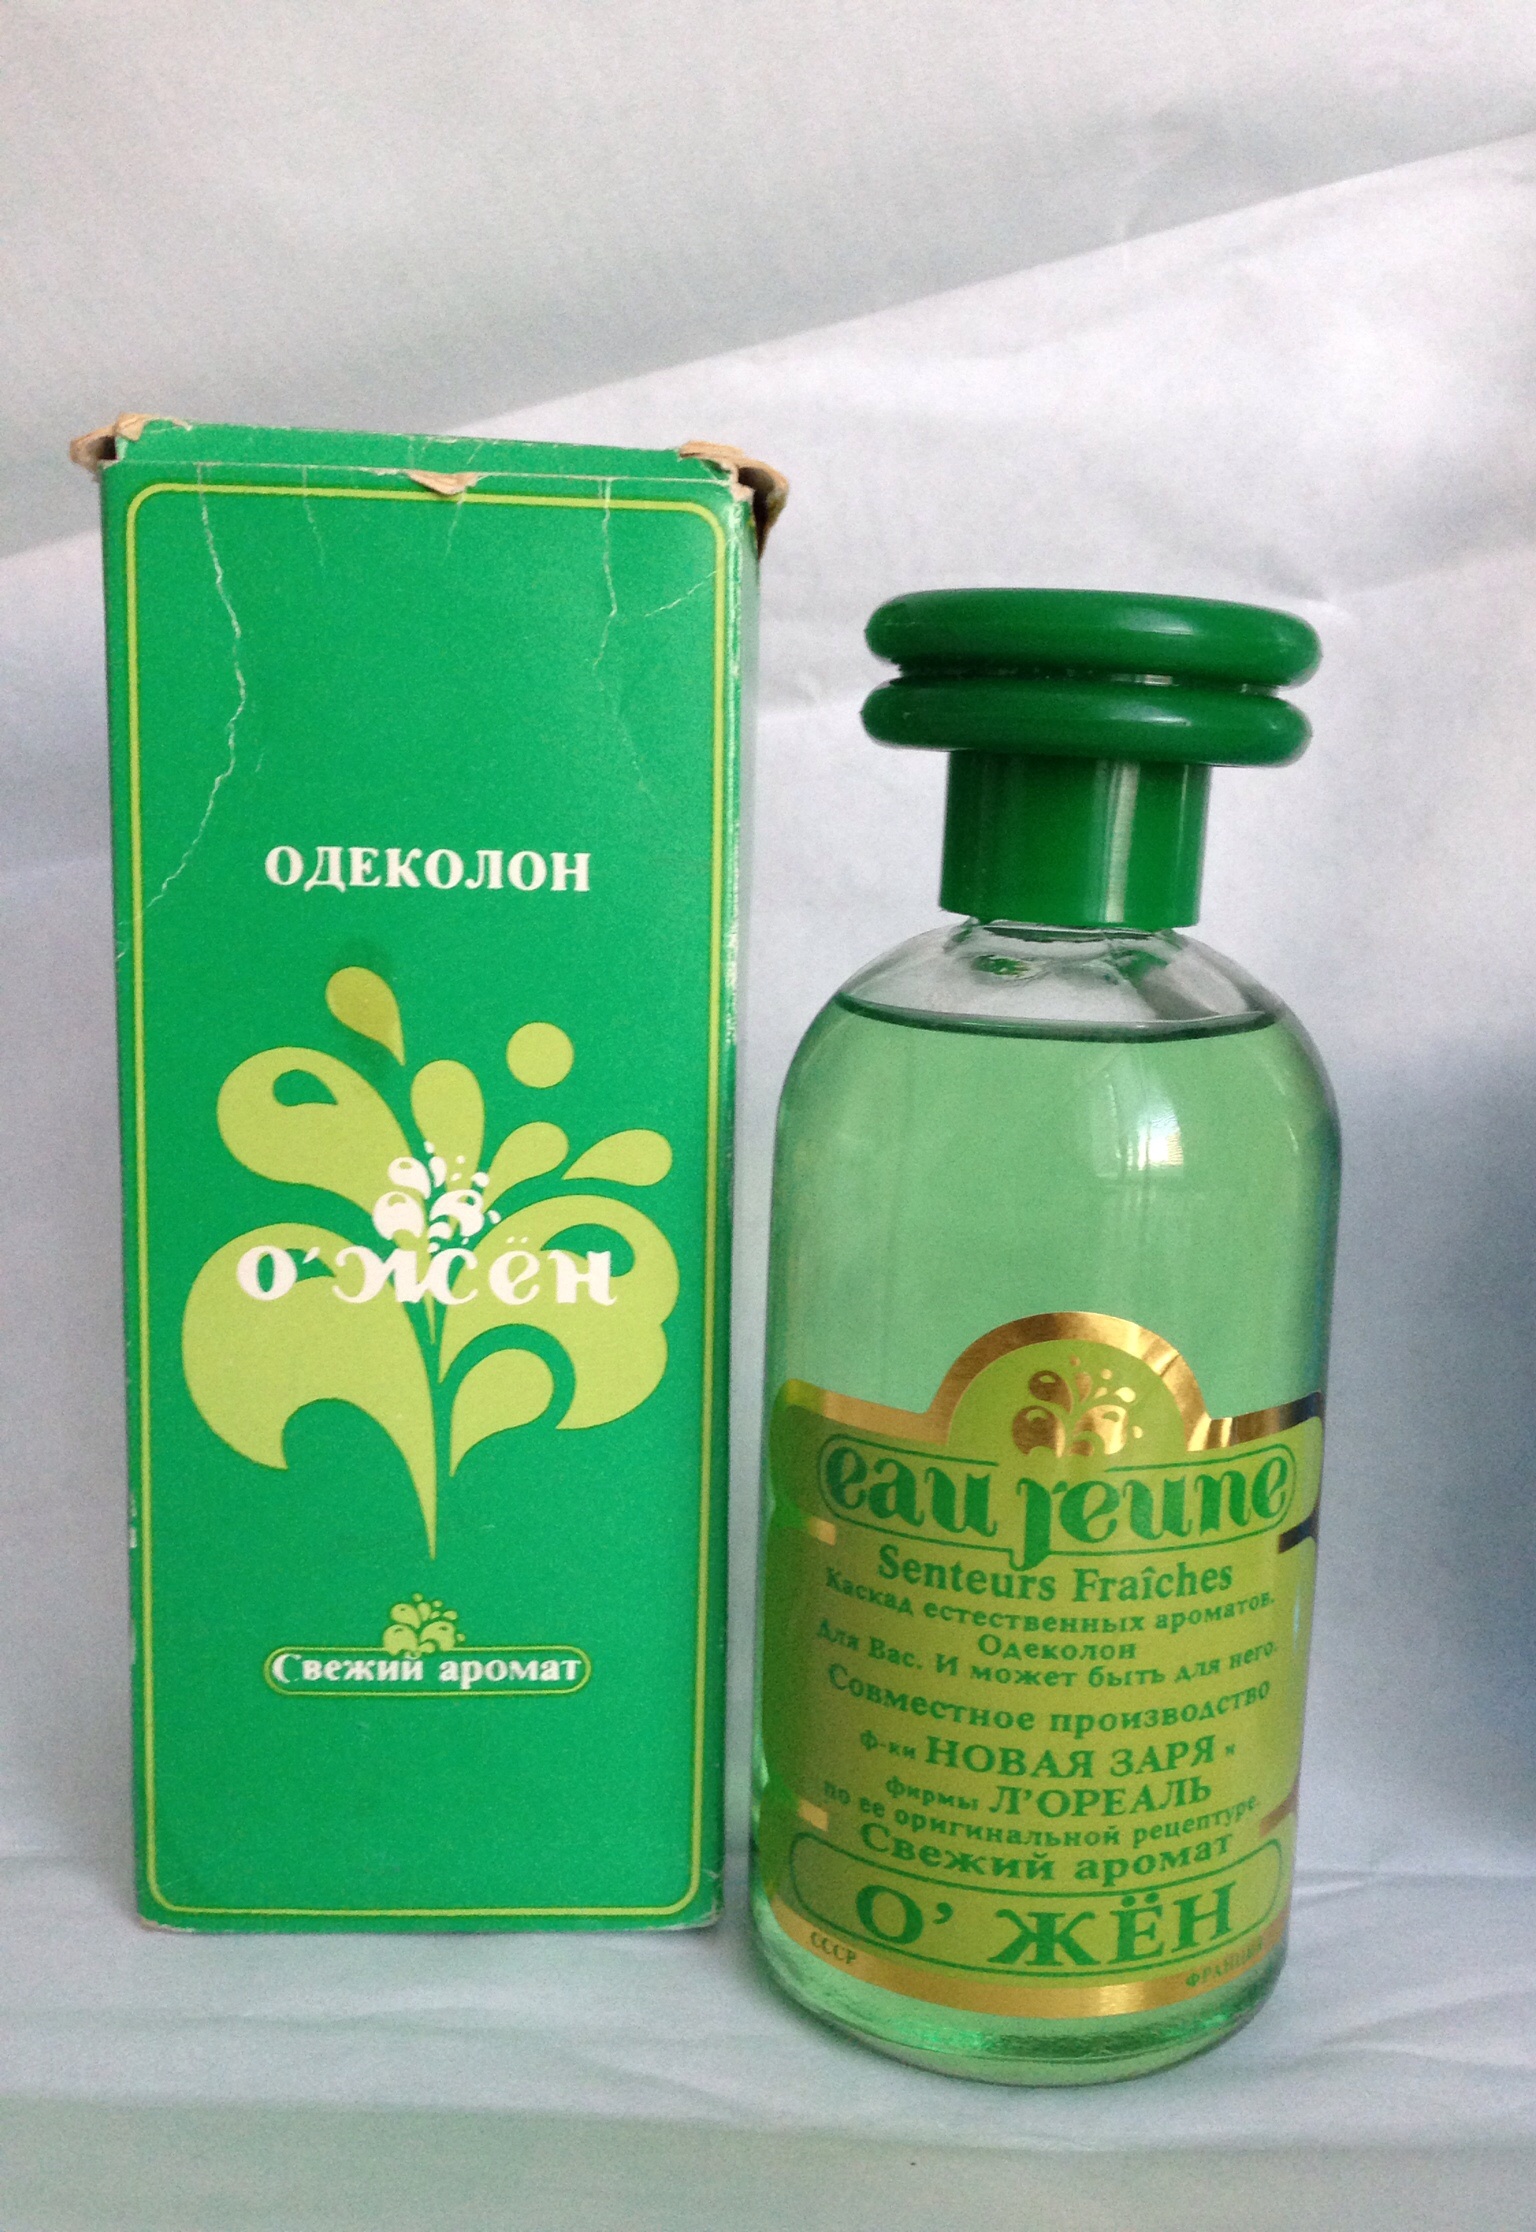 ОДЕКОЛОН
О'ЖЁН
Свежий аромат
eau jeune
Senteurs Fraîches
Каскад естественных ароматов.
Одеколон
Для Вас. И может быть для него.
Совместное производство
ф-ки НОВАЯ ЗАРЯ и
фирмы Л'ОРЕАЛЬ
по ее оригинальной рецептуре.
Свежий аромат
О' ЖЁН
СССР
ФРАНЦИЯ